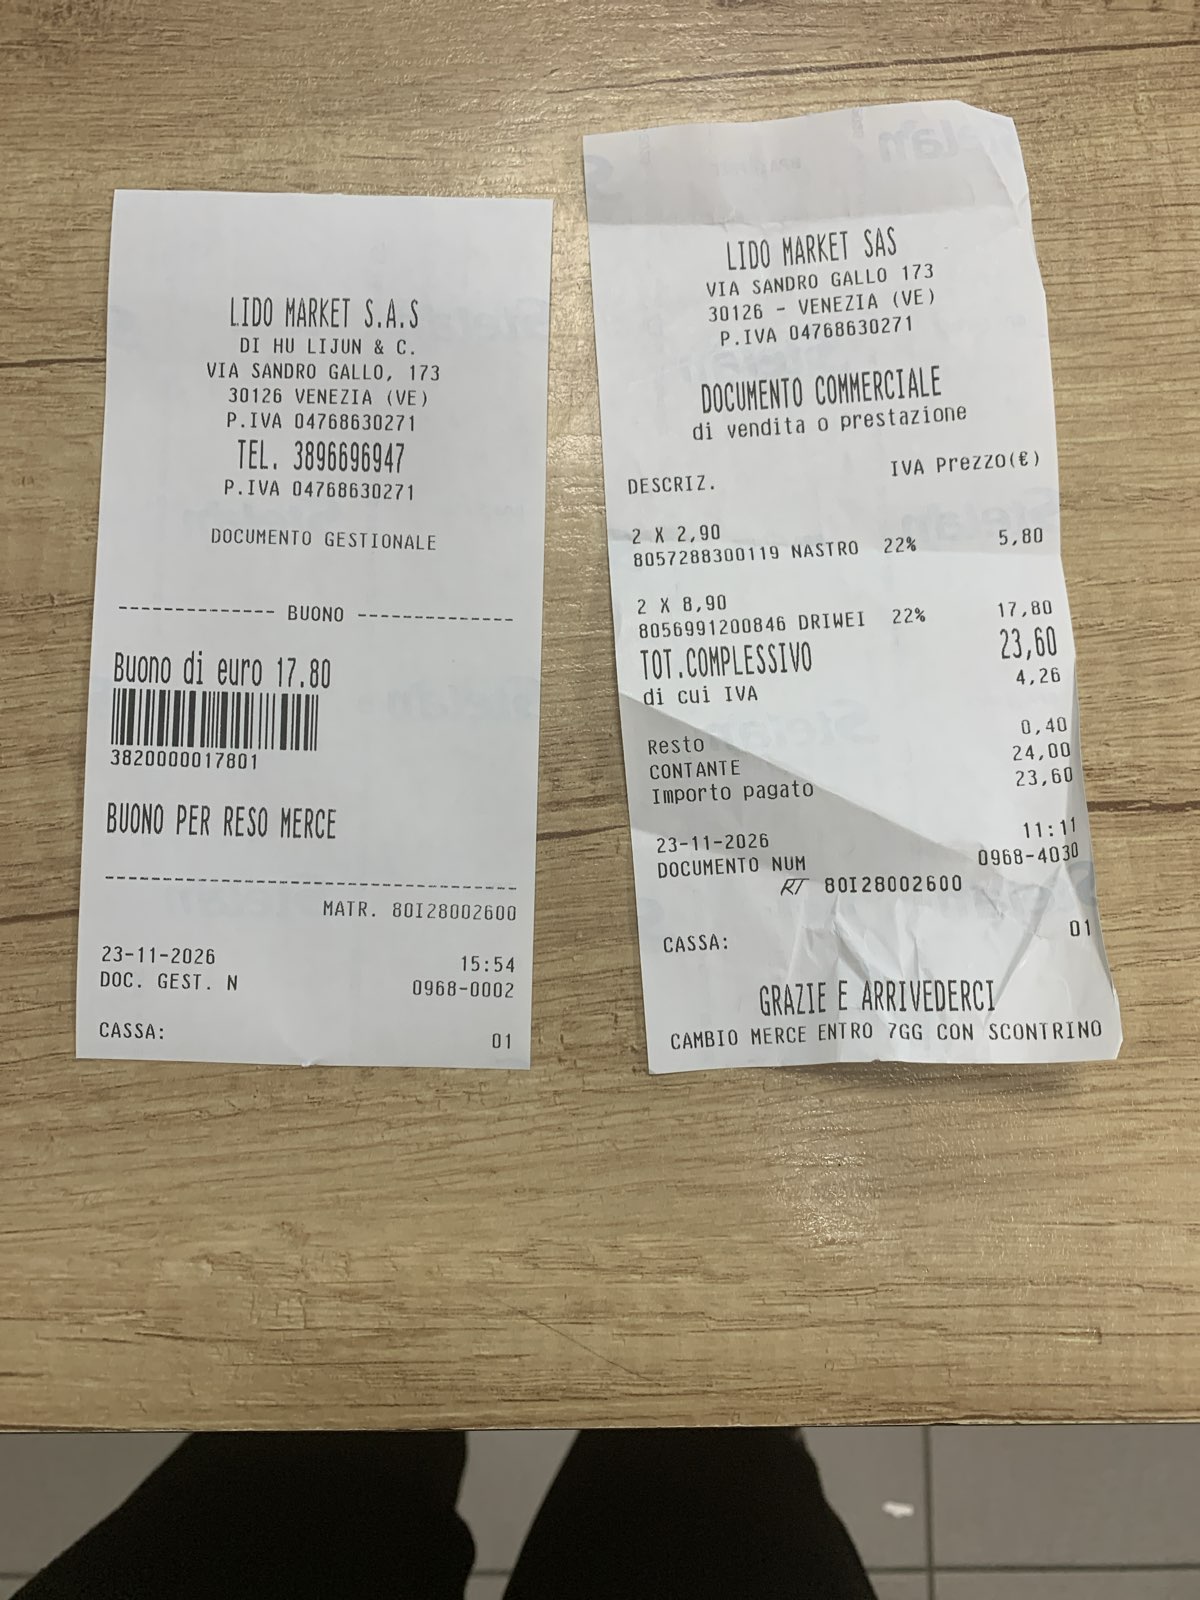 LIDO MARKET S.A.S
DI HU LIJUN & C.
VIA SANDRO GALLO, 173
30126 VENEZIA (VE)
P.IVA 04768630271
TEL. 3896696947
P.IVA 04768630271
DOCUMENTO GESTIONALE
-------------- BUONO --------------
Buono di euro 17.80
3820000017801
BUONO PER RESO MERCE
MATR. 80I28002600
23-11-2026 15:54
DOC. GEST. N 0968-0002
CASSA: 01
LIDO MARKET SAS
VIA SANDRO GALLO 173
30126 - VENEZIA (VE)
P.IVA 04768630271
DOCUMENTO COMMERCIALE
di vendita o prestazione
DESCRIZ. IVA Prezzo(€)
2 X 2,90
8057288300119 NASTRO 22% 5,80
2 X 8,90
8056991200846 DRIWEI 22% 17,80
TOT.COMPLESSIVO 23,60
di cui IVA 4,26
Resto 0,40
CONTANTE 24,00
Importo pagato 23,60
23-11-2026 11:11
DOCUMENTO NUM 0968-4030
RT 80I28002600
CASSA: 01
GRAZIE E ARRIVEDERCI
CAMBIO MERCE ENTRO 7GG CON SCONTRINO